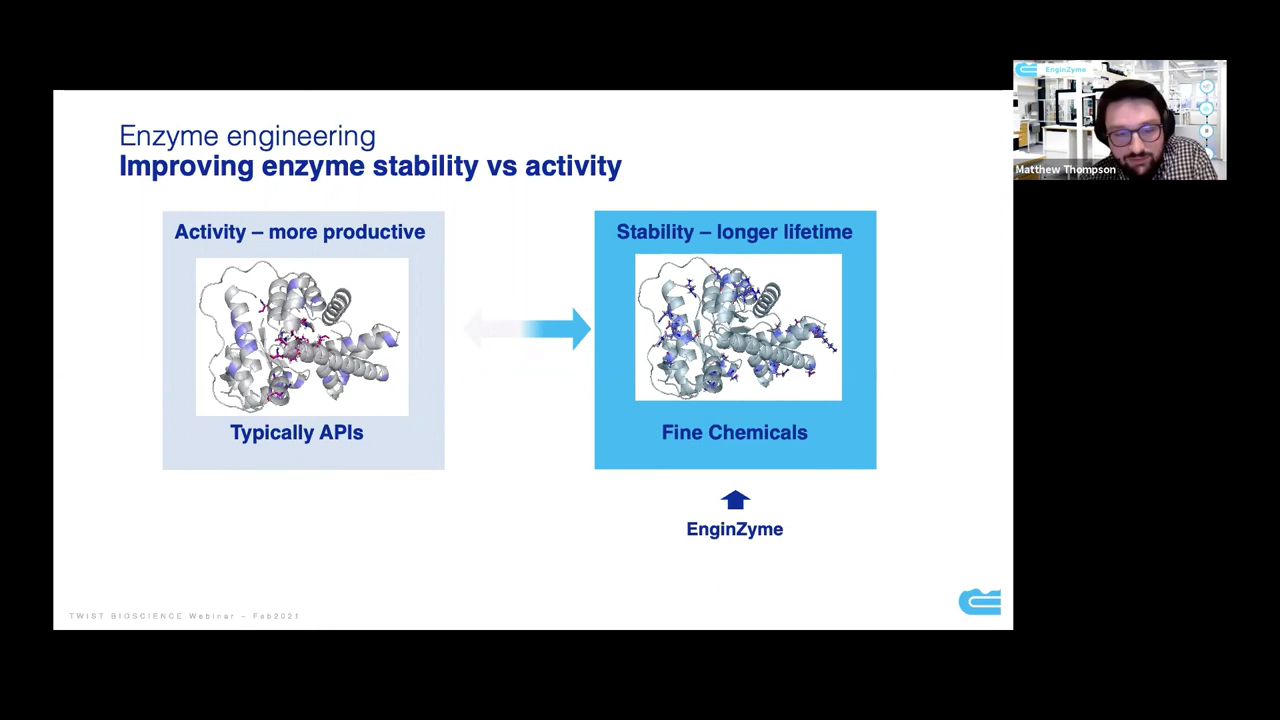 Enzyme engineering
Improving enzyme stability vs activity
Activity – more productive
Typically APIs
Stability – longer lifetime
Fine Chemicals
EnginZyme
TWIST BIOSCIENCE Webinar – Feb2021
EnginZyme
Matthew Thompson